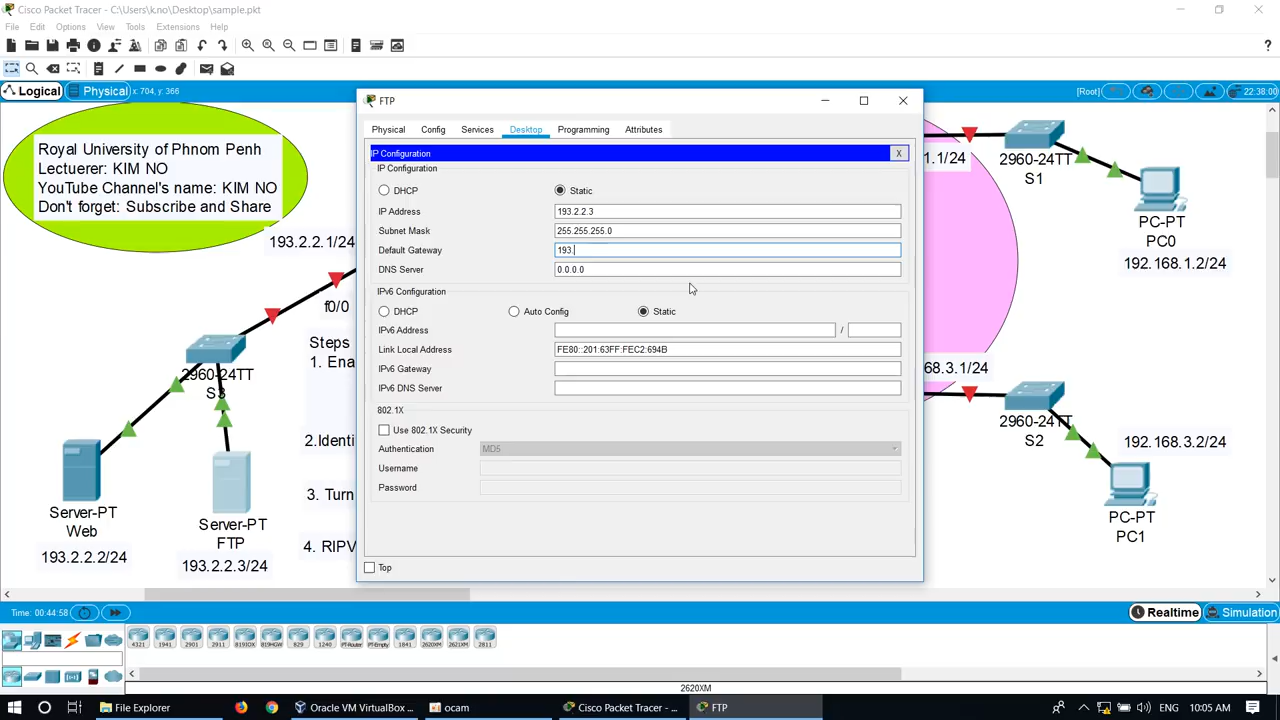 Cisco Packet Tracer - C:\Users\k.no\Desktop\sample.pkt
File Edit Options View Tools Extensions Help
Logical Physical x: 704, y: 366
[Root] 22:38:00
Royal University of Phnom Penh
Lectuerer: KIM NO
YouTube Channel's name: KIM NO
Don't forget: Subscribe and Share
193.2.2.1/24
f0/0
2960-24TT
S3
Steps
1. Ena
2.Identi
3. Turn
4. RIPV
Server-PT
Web
193.2.2.2/24
Server-PT
FTP
193.2.2.3/24
FTP
Physical Config Services Desktop Programming Attributes
IP Configuration X
IP Configuration
DHCP Static
IP Address 193.2.2.3
Subnet Mask 255.255.255.0
Default Gateway 193.
DNS Server 0.0.0.0
IPv6 Configuration
DHCP Auto Config Static
IPv6 Address /
Link Local Address FE80::201:63FF:FEC2:694B
IPv6 Gateway
IPv6 DNS Server
802.1X
Use 802.1X Security
Authentication MD5
Username
Password
Top
.1.1/24
2960-24TT
S1
PC-PT
PC0
192.168.1.2/24
68.3.1/24
2960-24TT
S2
192.168.3.2/24
PC-PT
PC1
Time: 00:44:58
Realtime Simulation
4321 1941 2901 2911 819IOX 819HGW 829 1240 PT-Router PT-Empty 1841 2620XM 2621XM 2811
2620XM
File Explorer Oracle VM VirtualBox ... ocam Cisco Packet Tracer - ... FTP
ENG 10:05 AM